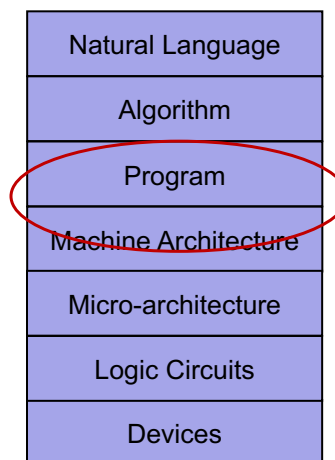 Natural Language
Algorithm
Program
Machine Architecture
Micro-architecture
Logic Circuits
Devices